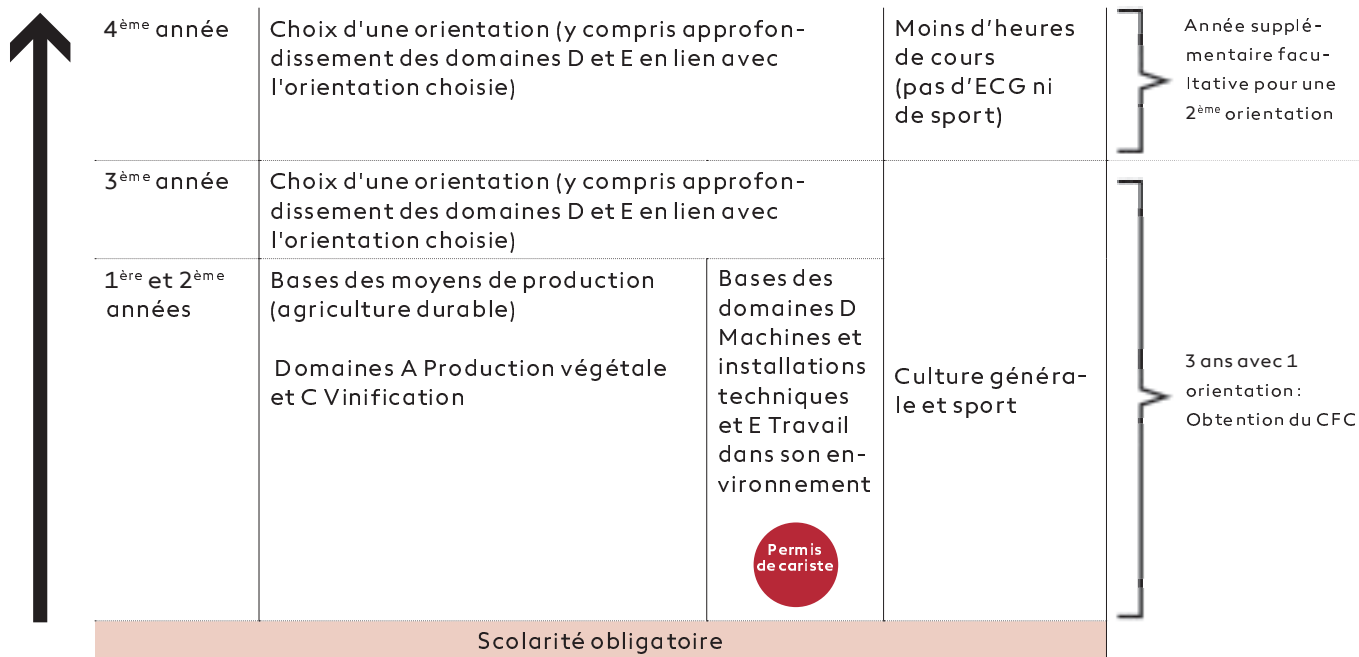 4ème année
Choix d'une orientation (y compris approfon-
dissement des domaines D et E en lien avec
l'orientation choisie)
Moins d’heures
de cours
(pas d’ECG ni
de sport)
Année supplé-
mentaire facu-
ltative pour une
2ème orientation
3ème année
Choix d'une orientation (y compris approfon-
dissement des domaines D et E en lien avec
l'orientation choisie)
1ère et 2ème
années
Bases des moyens de production
(agriculture durable)
Domaines A Production végétale
et C Vinification
Bases des
domaines D
Machines et
installations
techniques
et E Travail
dans son en-
vironnement
Permis
de cariste
Culture généra-
le et sport
3 ans avec 1
orientation :
Obtention du CFC
Scolarité obligatoire